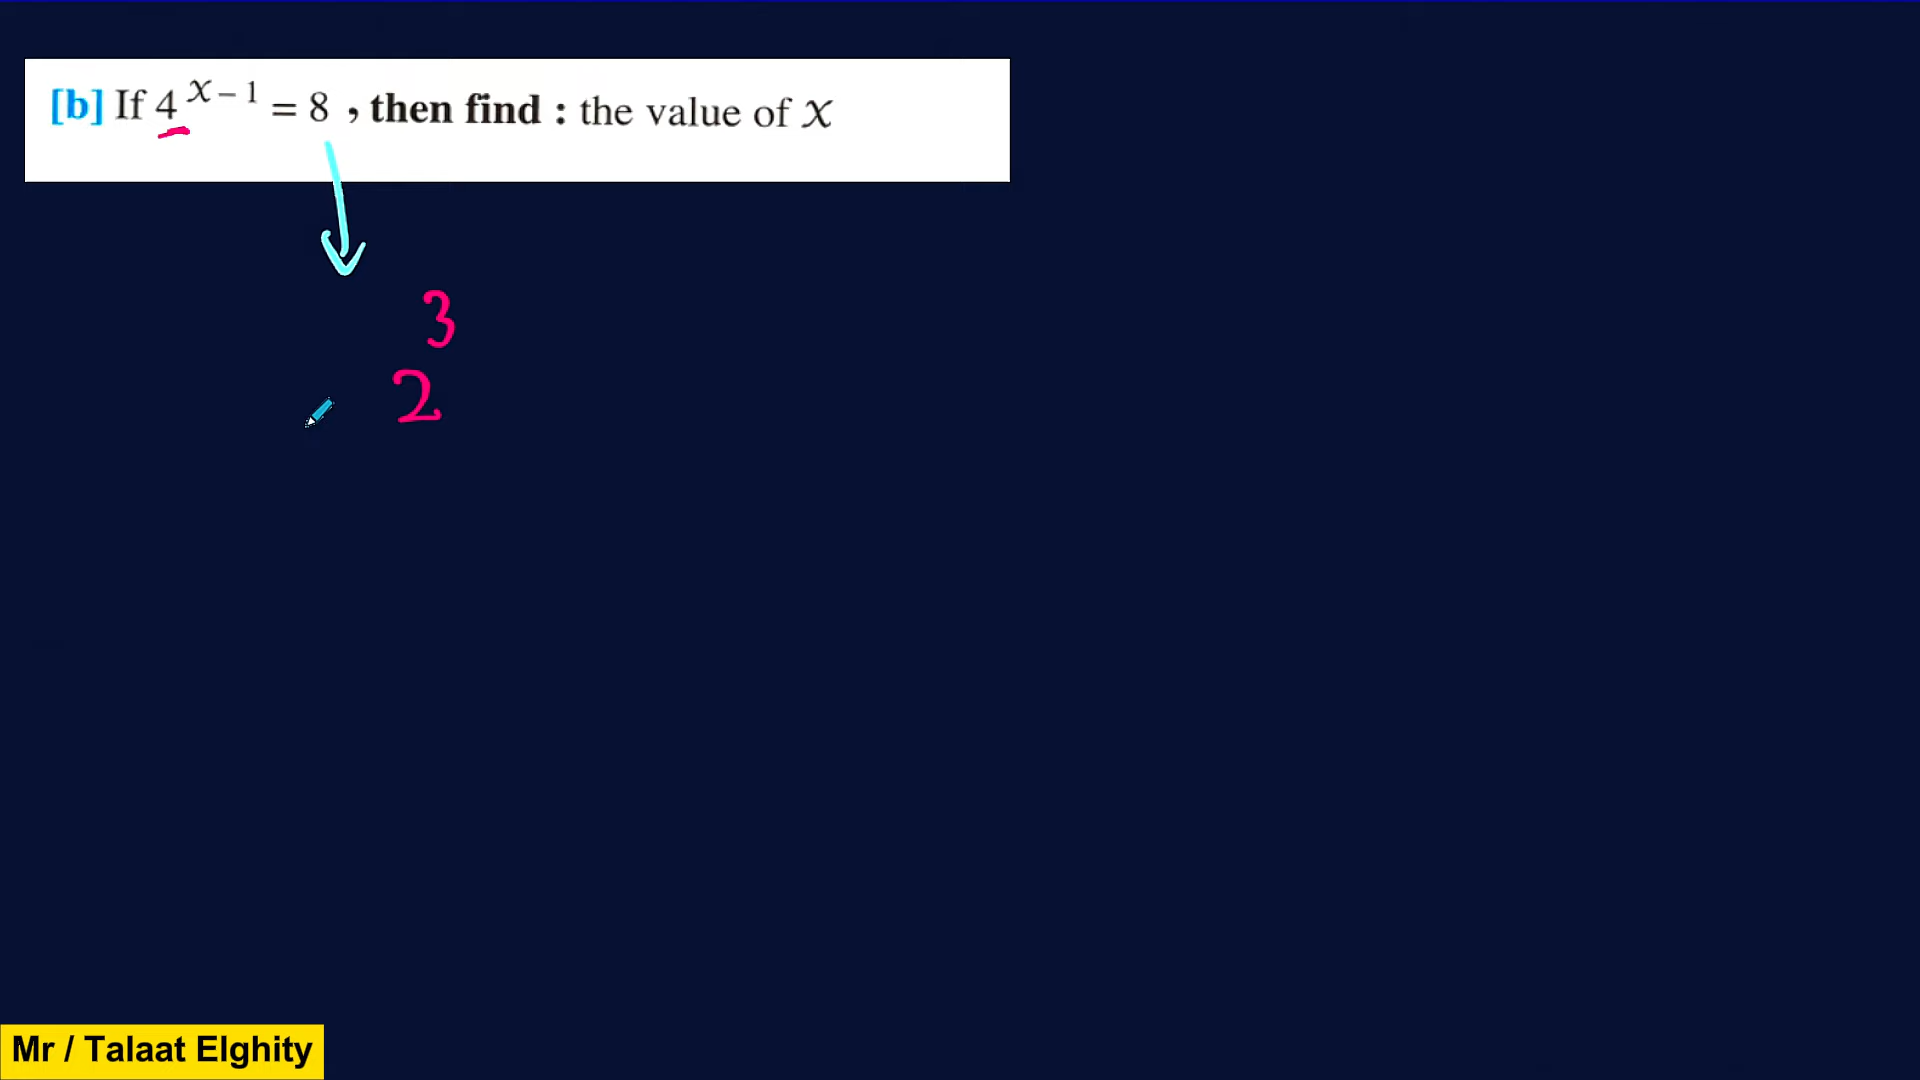 [b] If 4^{x-1} = 8 , then find : the value of x
3
2
Mr / Talaat Elghity